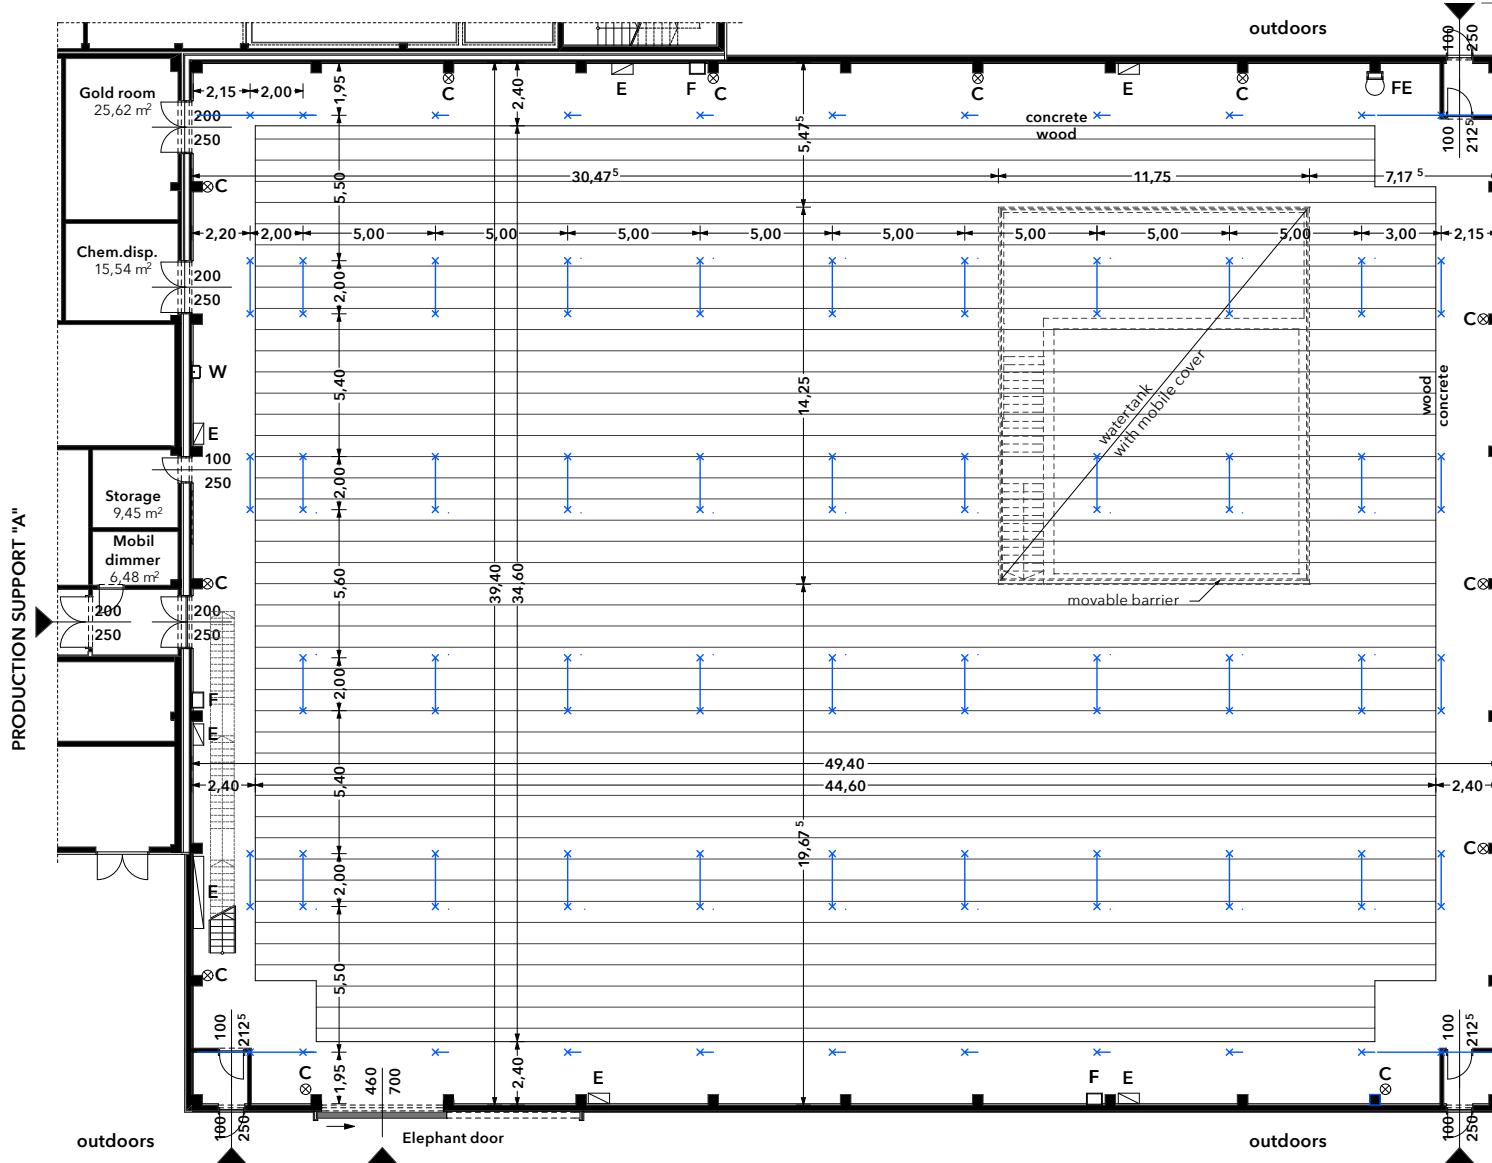 outdoors
100
250
Gold room
25,62 m²
2,15
2,00
1,95
2,40
C
E
F
C
C
E
C
FE
200
250
concrete
wood
5,47⁵
100
212⁵
C
5,50
30,47⁵
11,75
7,17⁵
Chem.disp.
15,54 m²
2,20
2,00
5,00
5,00
5,00
5,00
5,00
5,00
5,00
5,00
3,00
2,15
200
250
2,00
C
W
5,40
14,25
watertank
with mobile cover
wood
concrete
E
100
250
Storage
9,45 m²
2,00
Mobil
dimmer
6,48 m²
C
5,60
39,40
34,60
C
movable barrier
PRODUCTION SUPPORT "A"
200
250
200
250
F
2,00
E
49,40
2,40
5,40
44,60
2,40
19,67⁵
C
E
2,00
C
5,50
100
212⁵
100
212⁵
C
1,95
460
700
2,40
E
F
E
C
outdoors
100
250
Elephant door
outdoors
100
250